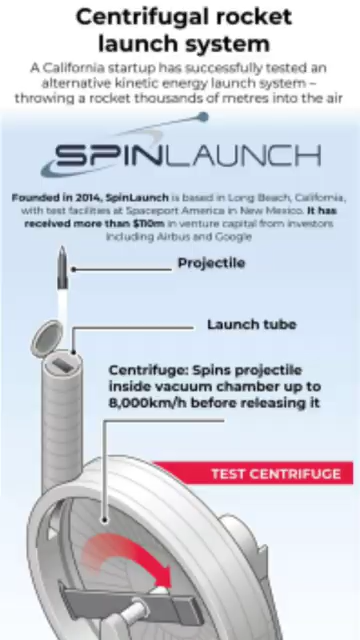 Centrifugal rocket
launch system
A California startup has successfully tested an
alternative kinetic energy launch system –
throwing a rocket thousands of metres into the air
SPINLAUNCH
Founded in 2014, SpinLaunch is based in Long Beach, California,
with test facilities at Spaceport America in New Mexico. It has
received more than $110m in venture capital from investors
including Airbus and Google
Projectile
Launch tube
Centrifuge: Spins projectile
inside vacuum chamber up to
8,000km/h before releasing it
TEST CENTRIFUGE